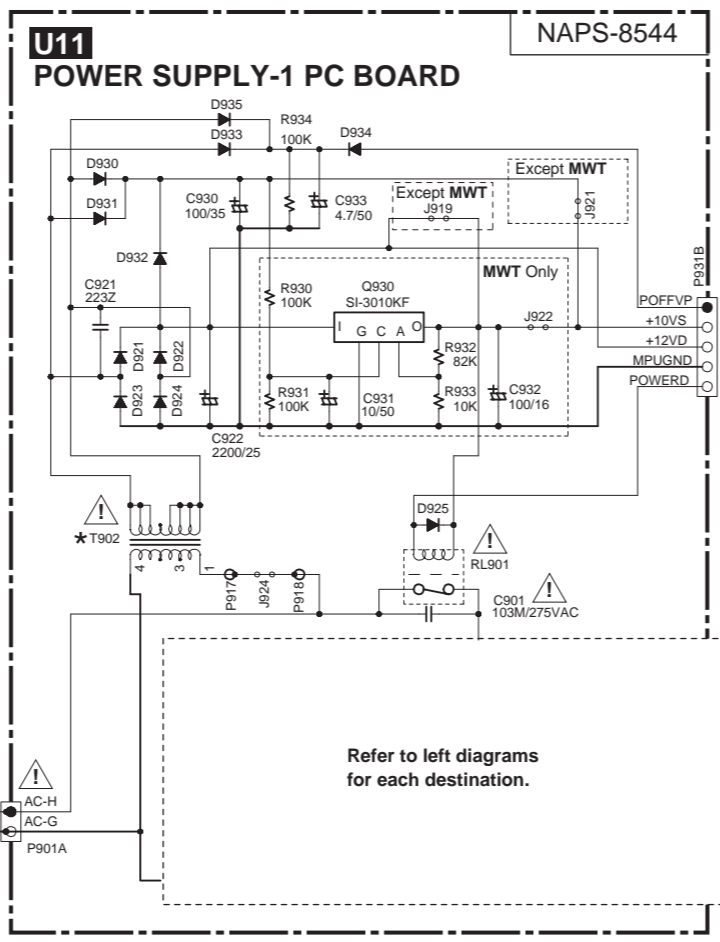 U11
NAPS-8544
POWER SUPPLY-1 PC BOARD
D935
R934
100K
D933
D934
D930
D931
C930
100/35
C933
4.7/50
Except MWT
J919
Except MWT
J921
D932
MWT Only
C921
223Z
R930
100K
Q930
SI-3010KF
I G C A O
J922
P931B
POFFVP
+10VS
+12VD
MPUGND
POWERD
D921
D922
D923
D924
R932
82K
R931
100K
C931
10/50
R933
10K
C932
100/16
C922
2200/25
!
*T902
4 3 1
P917
J924
P918
D925
!
RL901
C901
103M/275VAC
!
Refer to left diagrams
for each destination.
!
AC-H
AC-G
P901A